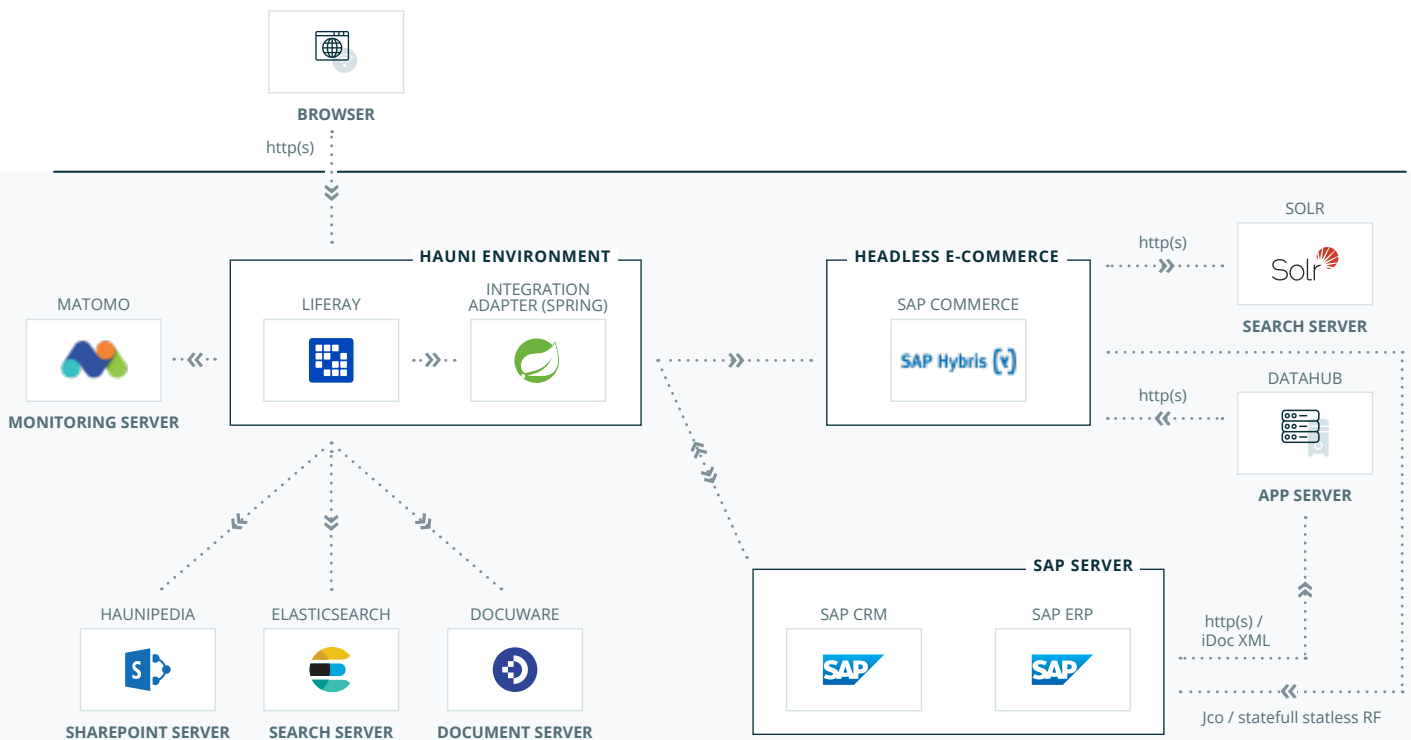 BROWSER
http(s)
HAUNI ENVIRONMENT
LIFERAY
INTEGRATION
ADAPTER (SPRING)
MATOMO
MONITORING SERVER
HEADLESS E-COMMERCE
SAP COMMERCE
SAP Hybris (y)
http(s)
SOLR
Solr
SEARCH SERVER
http(s)
DATAHUB
APP SERVER
HAUNIPEDIA
S
SHAREPOINT SERVER
ELASTICSEARCH
SEARCH SERVER
DOCUWARE
DOCUMENT SERVER
SAP SERVER
SAP CRM
SAP
SAP ERP
SAP
http(s) /
iDoc XML
Jco / statefull statless RF